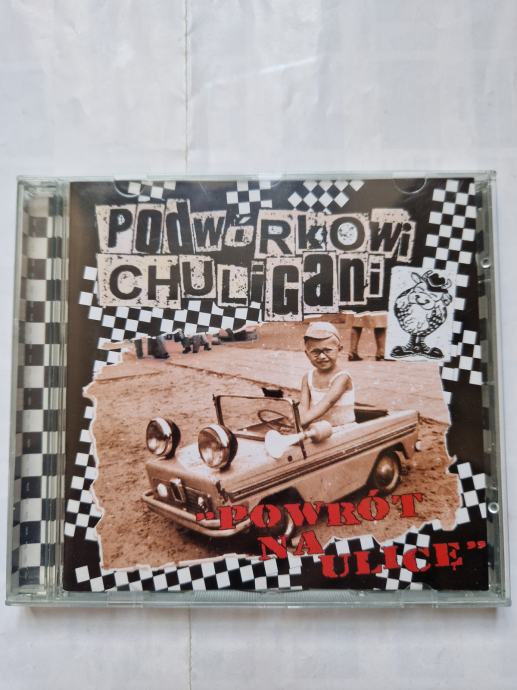 PODWÓRKOWi
CHULiGANi
„POWRÓT
NA
ULICĘ”